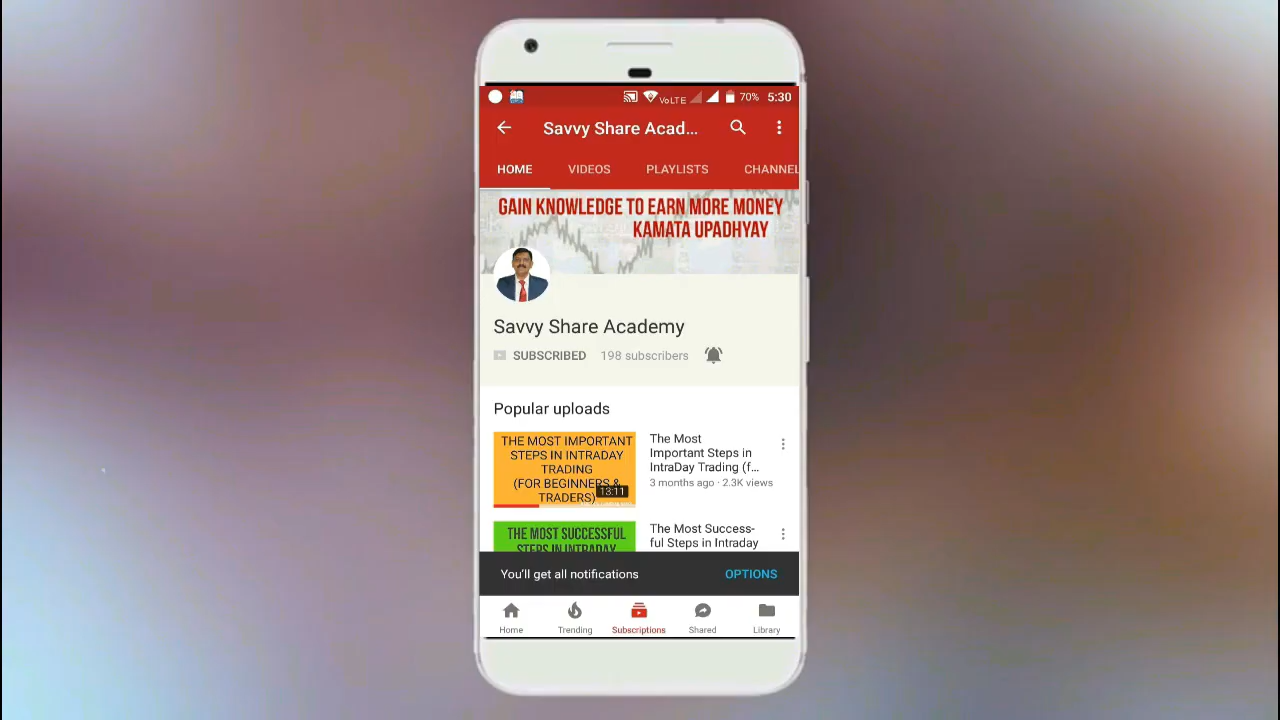 VoLTE 70% 5:30
Savvy Share Acad...
HOME VIDEOS PLAYLISTS CHANNEL
GAIN KNOWLEDGE TO EARN MORE MONEY
KAMATA UPADHYAY
Savvy Share Academy
SUBSCRIBED 198 subscribers
Popular uploads
THE MOST IMPORTANT
STEPS IN INTRADAY
TRADING
(FOR BEGINNERS &
TRADERS)
13:11
The Most
Important Steps in
IntraDay Trading (f...
3 months ago · 2.3K views
THE MOST SUCCESSFUL
STEPS IN INTRADAY
The Most Success-
ful Steps in Intraday
You'll get all notifications OPTIONS
Home Trending Subscriptions Shared Library